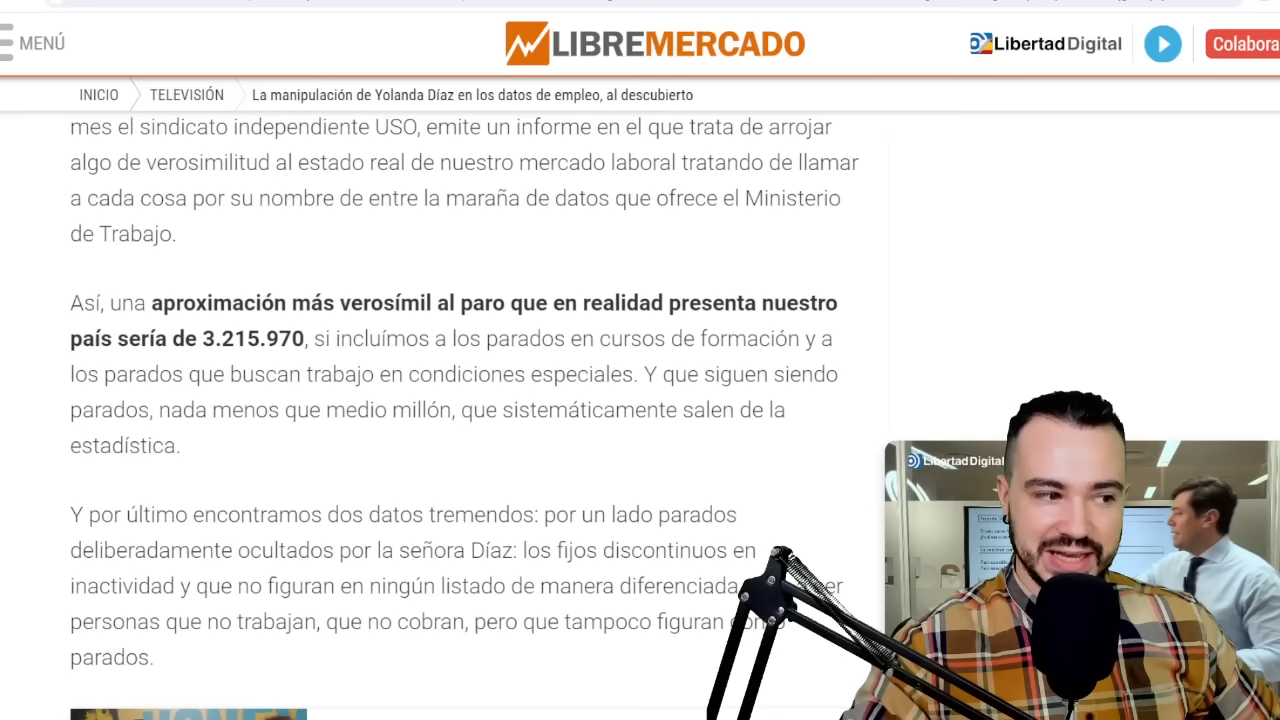 MENÚ
LIBREMERCADO
LibertadDigital
Colabora
INICIO
TELEVISIÓN
La manipulación de Yolanda Díaz en los datos de empleo, al descubierto
mes el sindicato independiente USO, emite un informe en el que trata de arrojar
algo de verosimilitud al estado real de nuestro mercado laboral tratando de llamar
a cada cosa por su nombre de entre la maraña de datos que ofrece el Ministerio
de Trabajo.
Así, una aproximación más verosímil al paro que en realidad presenta nuestro
país sería de 3.215.970, si incluímos a los parados en cursos de formación y a
los parados que buscan trabajo en condiciones especiales. Y que siguen siendo
parados, nada menos que medio millón, que sistemáticamente salen de la
estadística.
Y por último encontramos dos datos tremendos: por un lado parados
deliberadamente ocultados por la señora Díaz: los fijos discontinuos en
inactividad y que no figuran en ningún listado de manera diferenciada
personas que no trabajan, que no cobran, pero que tampoco figuran
parados.
LibertadDigital